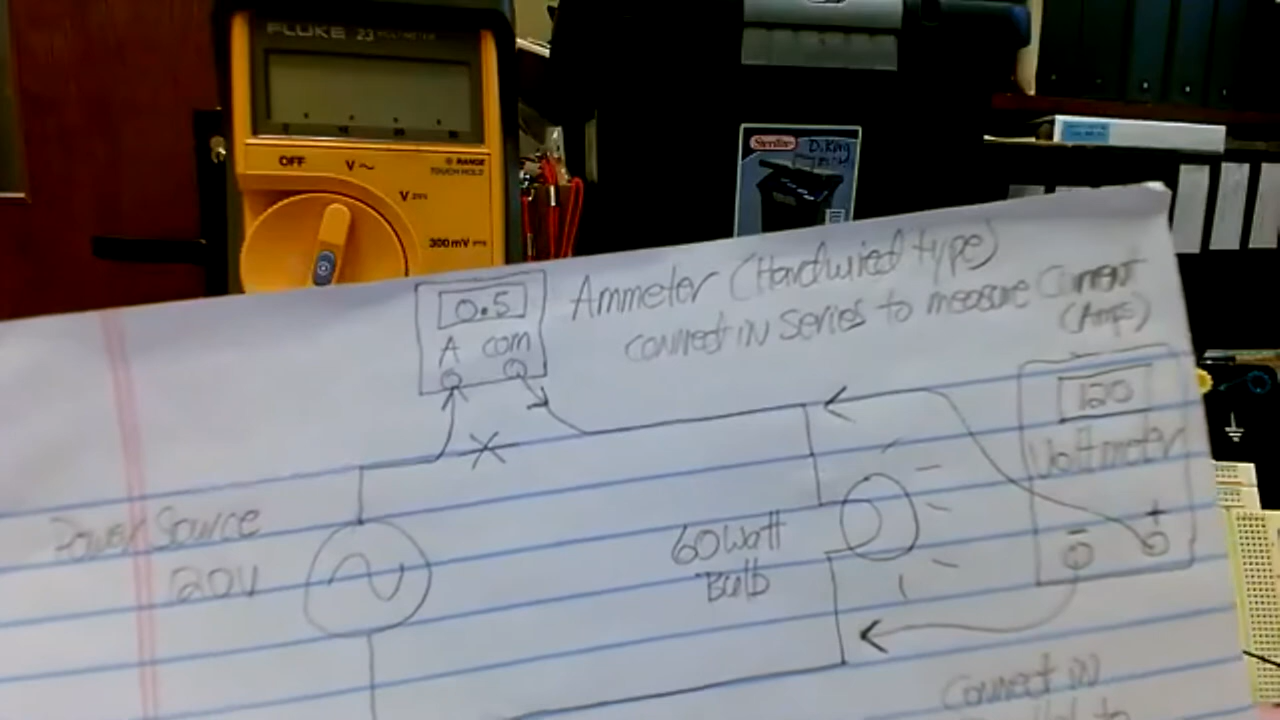 FLUKE 23 MULTIMETER
OFF
V~
RANGE
TOUCH HOLD
V
300mV
Sterilite
D.King
0.5
A com
Ammeter (Hardwired type)
connect in series to measure Current
(Amps)
120
Voltmeter
- +
Power Source
120V
60 Watt
Bulb
Connect in
to